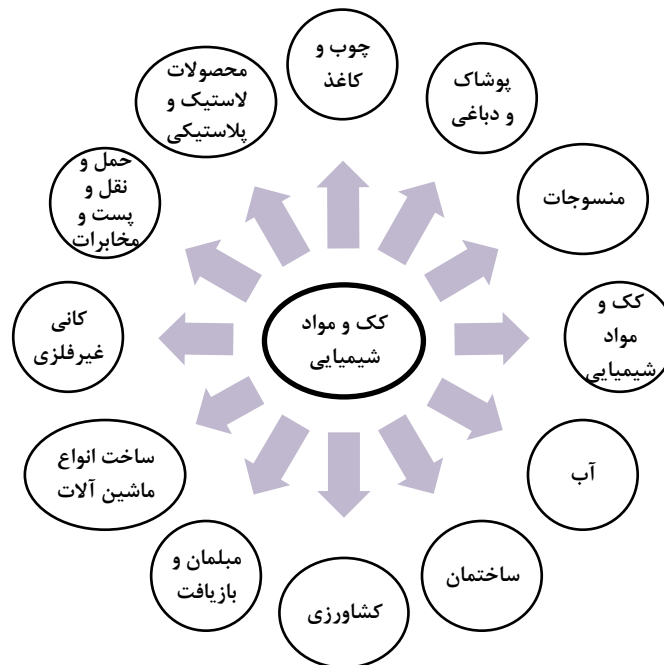 چوب و
کاغذ
پوشاک
و دباغی
منسوجات
کک و
مواد
شیمیایی
آب
ساختمان
کشاورزی
مبلمان و
بازیافت
ساخت انواع
ماشین آلات
کانی
غیرفلزی
حمل و
نقل و
پست و
مخابرات
محصولات
لاستیک و
پلاستیکی
کک و مواد
شیمیایی